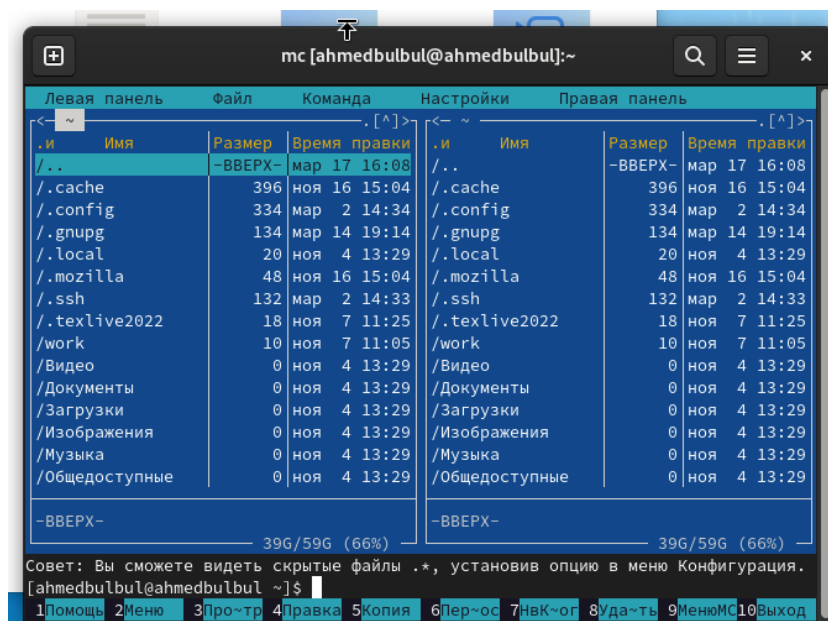 mc [ahmedbulbul@ahmedbulbul]:~
Левая панель Файл Команда Настройки Правая панель
<─ ~ .[^]> <─ ~ .[^]>
.и Имя Размер Время правки .и Имя Размер Время правки
/.. -ВВЕРХ- мар 17 16:08 /.. -ВВЕРХ- мар 17 16:08
/.cache 396 ноя 16 15:04 /.cache 396 ноя 16 15:04
/.config 334 мар 2 14:34 /.config 334 мар 2 14:34
/.gnupg 134 мар 14 19:14 /.gnupg 134 мар 14 19:14
/.local 20 ноя 4 13:29 /.local 20 ноя 4 13:29
/.mozilla 48 ноя 16 15:04 /.mozilla 48 ноя 16 15:04
/.ssh 132 мар 2 14:33 /.ssh 132 мар 2 14:33
/.texlive2022 18 ноя 7 11:25 /.texlive2022 18 ноя 7 11:25
/work 10 ноя 7 11:05 /work 10 ноя 7 11:05
/Видео 0 ноя 4 13:29 /Видео 0 ноя 4 13:29
/Документы 0 ноя 4 13:29 /Документы 0 ноя 4 13:29
/Загрузки 0 ноя 4 13:29 /Загрузки 0 ноя 4 13:29
/Изображения 0 ноя 4 13:29 /Изображения 0 ноя 4 13:29
/Музыка 0 ноя 4 13:29 /Музыка 0 ноя 4 13:29
/Общедоступные 0 ноя 4 13:29 /Общедоступные 0 ноя 4 13:29
-ВВЕРХ- -ВВЕРХ-
39G/59G (66%) 39G/59G (66%)
Совет: Вы сможете видеть скрытые файлы .*, установив опцию в меню Конфигурация.
[ahmedbulbul@ahmedbulbul ~]$
1Помощь 2Меню 3Про~тр 4Правка 5Копия 6Пер~ос 7НвК~ог 8Уда~ть 9МенюМС 10Выход